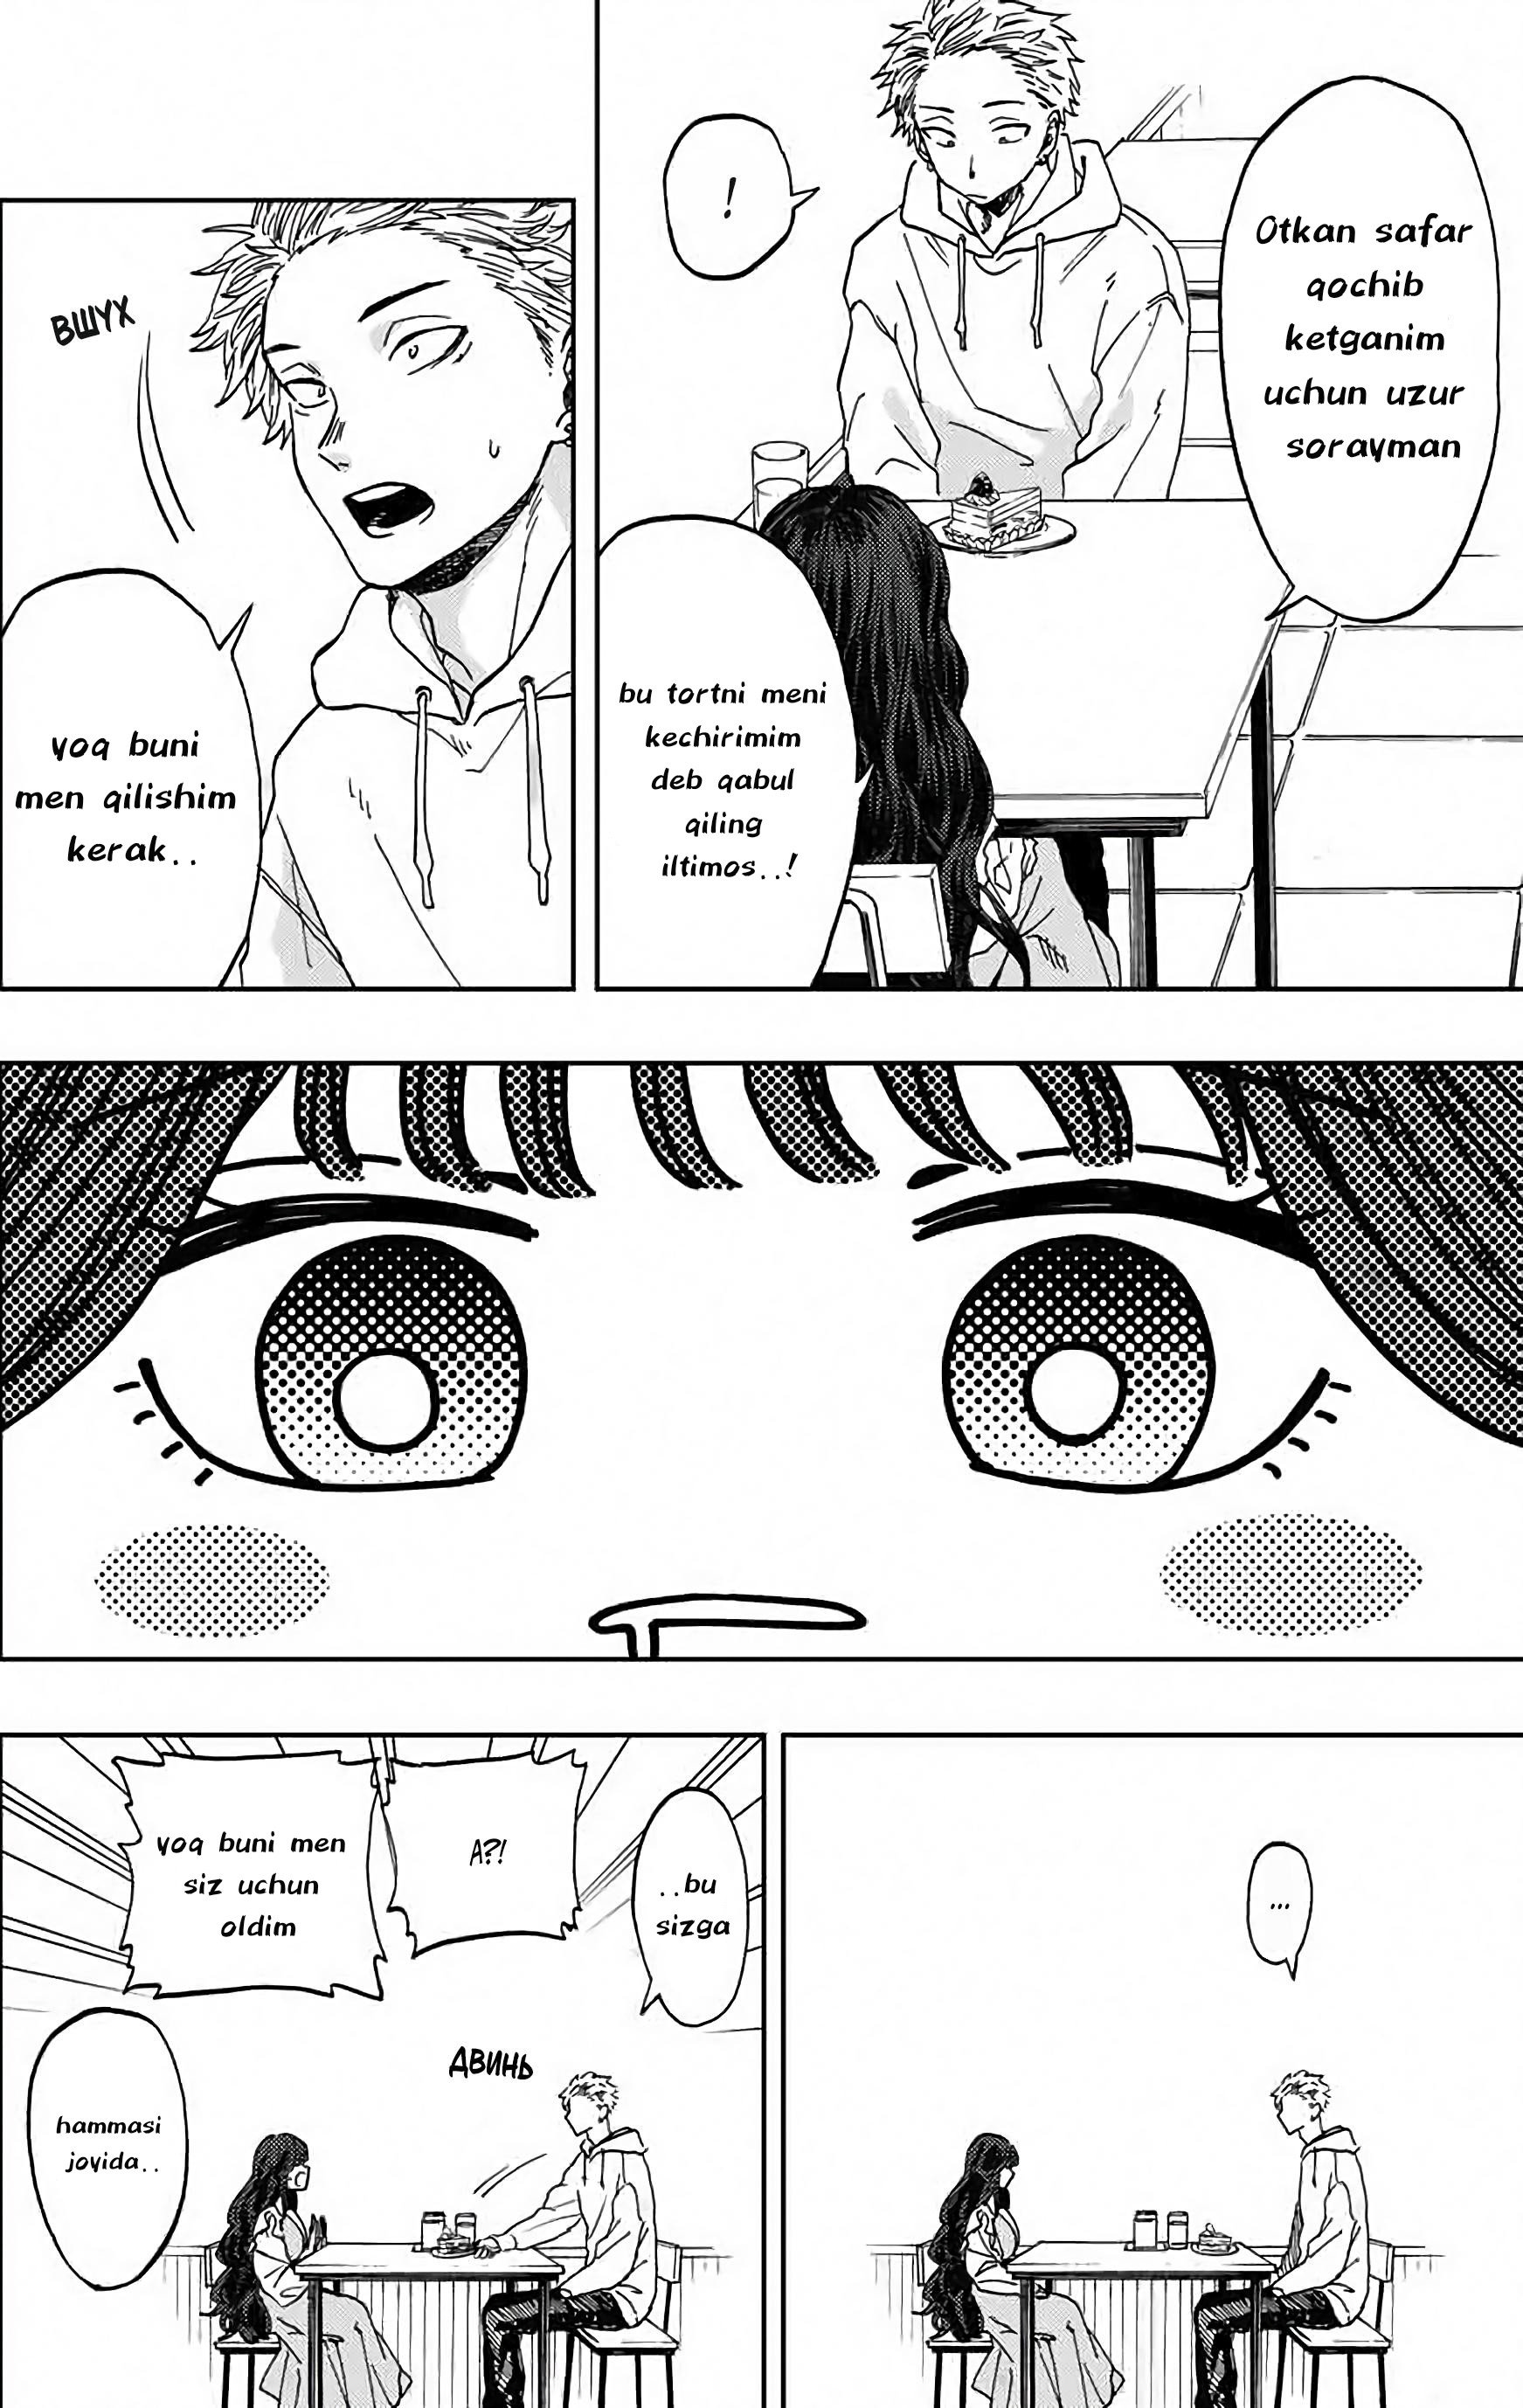 Otkan safar
qochib
ketganim
uchun uzur
sorayman
!
bu tortni meni
kechirimim
deb qabul
qiling
iltimos..!
ВШУХ
yoq buni
men qilishim
kerak..
...
..bu
sizga
А?!
yoq buni men
siz uchun
oldim
ДВИНЬ
hammasi
joyida..